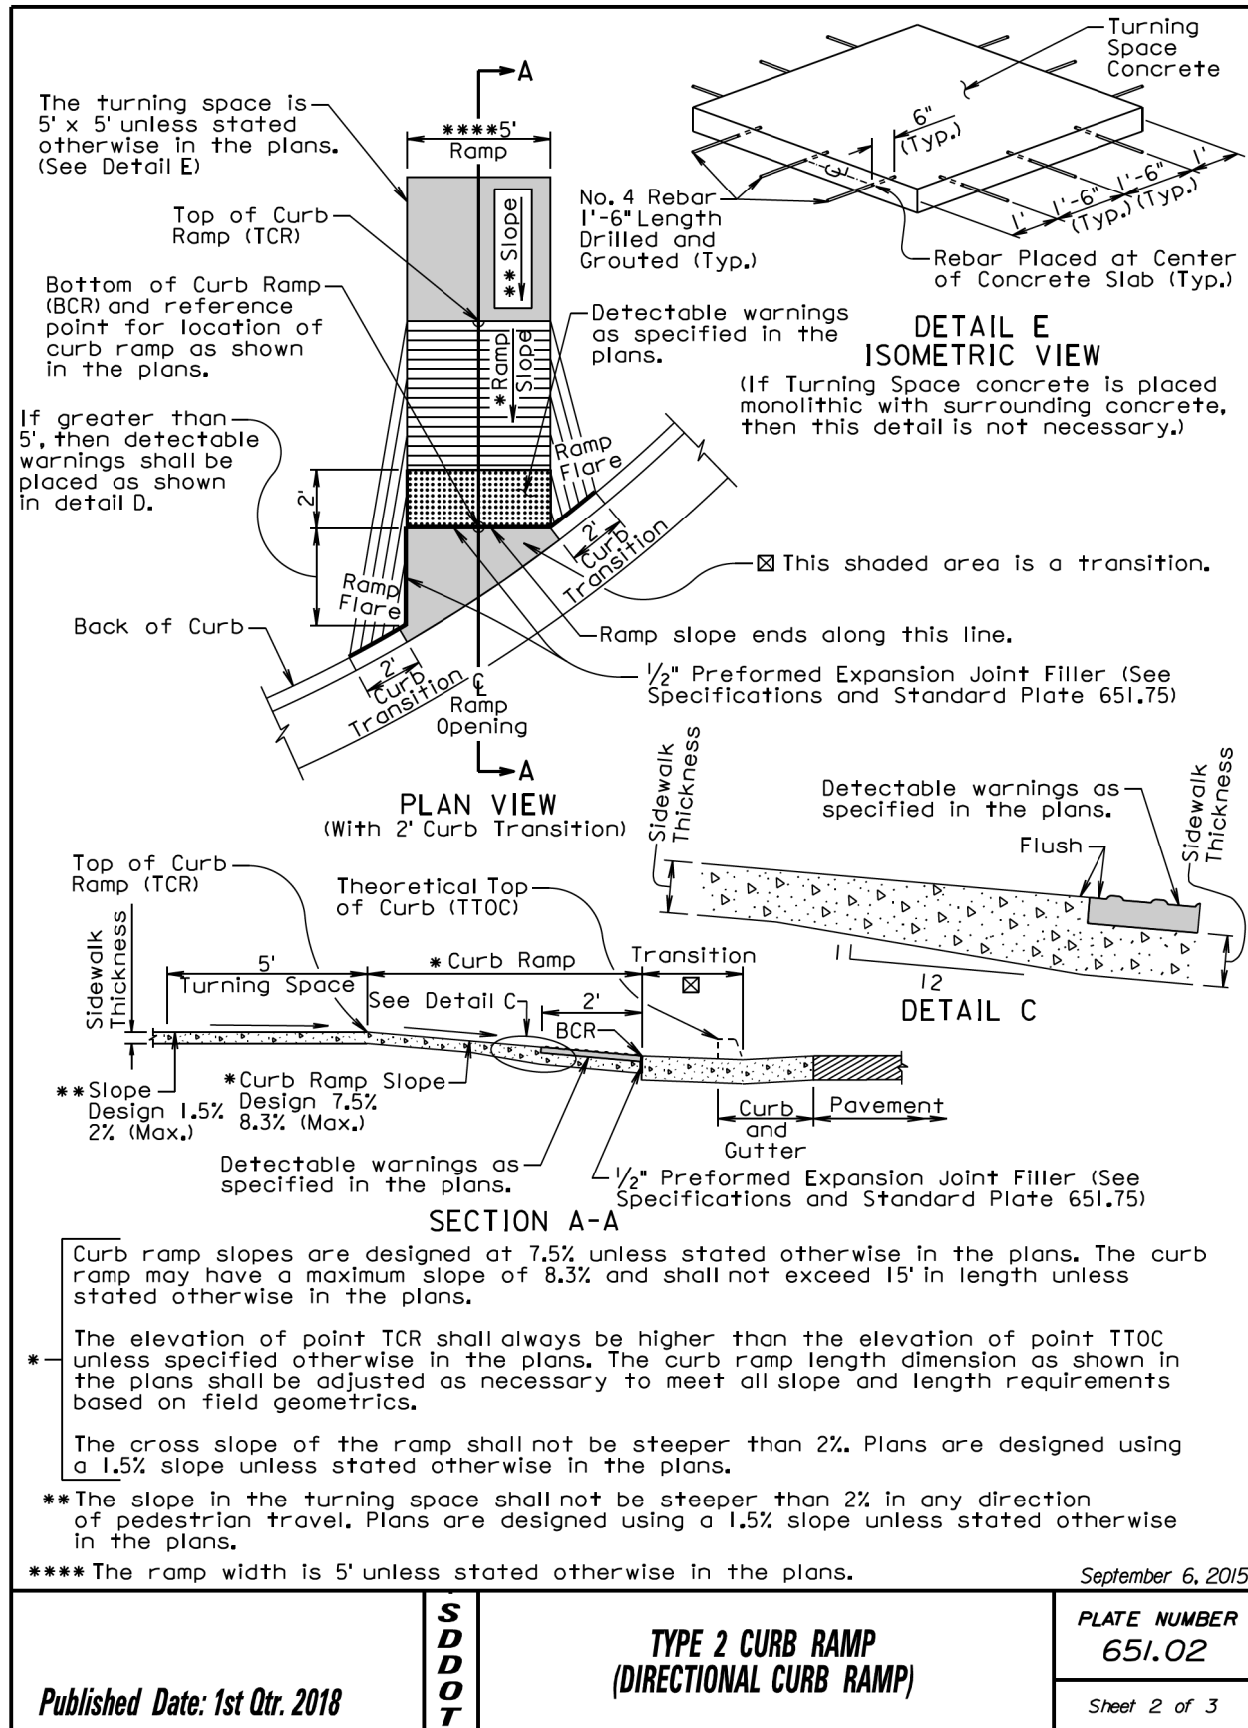 A
The turning space is
5' x 5' unless stated
otherwise in the plans.
(See Detail E)
****5'
Ramp
Top of Curb
Ramp (TCR)
** Slope
Bottom of Curb Ramp
(BCR) and reference
point for location of
curb ramp as shown
in the plans.
*Ramp
Slope
Detectable warnings
as specified in the
plans.
If greater than
5', then detectable
warnings shall be
placed as shown
in detail D.
2'
Ramp
Flare
2'
Curb
Transition
Ramp
Flare
⊠ This shaded area is a transition.
Back of Curb
Ramp slope ends along this line.
2'
Curb
Transition
℄
Ramp
Opening
1/2" Preformed Expansion Joint Filler (See
Specifications and Standard Plate 651.75)
A
PLAN VIEW
(With 2' Curb Transition)
Turning
Space
Concrete
6"
(Typ.)
3"
No. 4 Rebar
1'-6" Length
Drilled and
Grouted (Typ.)
1'
1'-6"
(Typ.)
1'-6"
(Typ.)
1'
Rebar Placed at Center
of Concrete Slab (Typ.)
DETAIL E
ISOMETRIC VIEW
(If Turning Space concrete is placed
monolithic with surrounding concrete,
then this detail is not necessary.)
Sidewalk
Thickness
Detectable warnings as
specified in the plans.
Flush
Sidewalk
Thickness
1
12
DETAIL C
Top of Curb
Ramp (TCR)
Theoretical Top
of Curb (TTOC)
Sidewalk
Thickness
5'
Turning Space
*Curb Ramp
Transition
⊠
See Detail C
2'
BCR
**Slope
Design 1.5%
2% (Max.)
*Curb Ramp Slope
Design 7.5%
8.3% (Max.)
Curb
and
Gutter
Pavement
Detectable warnings as
specified in the plans.
1/2" Preformed Expansion Joint Filler (See
Specifications and Standard Plate 651.75)
SECTION A-A
*
Curb ramp slopes are designed at 7.5% unless stated otherwise in the plans. The curb
ramp may have a maximum slope of 8.3% and shall not exceed 15' in length unless
stated otherwise in the plans.
The elevation of point TCR shall always be higher than the elevation of point TTOC
unless specified otherwise in the plans. The curb ramp length dimension as shown in
the plans shall be adjusted as necessary to meet all slope and length requirements
based on field geometrics.
The cross slope of the ramp shall not be steeper than 2%. Plans are designed using
a 1.5% slope unless stated otherwise in the plans.
** The slope in the turning space shall not be steeper than 2% in any direction
of pedestrian travel. Plans are designed using a 1.5% slope unless stated otherwise
in the plans.
**** The ramp width is 5' unless stated otherwise in the plans.
September 6, 2015
Published Date: 1st Qtr. 2018
S
D
D
O
T
TYPE 2 CURB RAMP
(DIRECTIONAL CURB RAMP)
PLATE NUMBER
651.02
Sheet 2 of 3